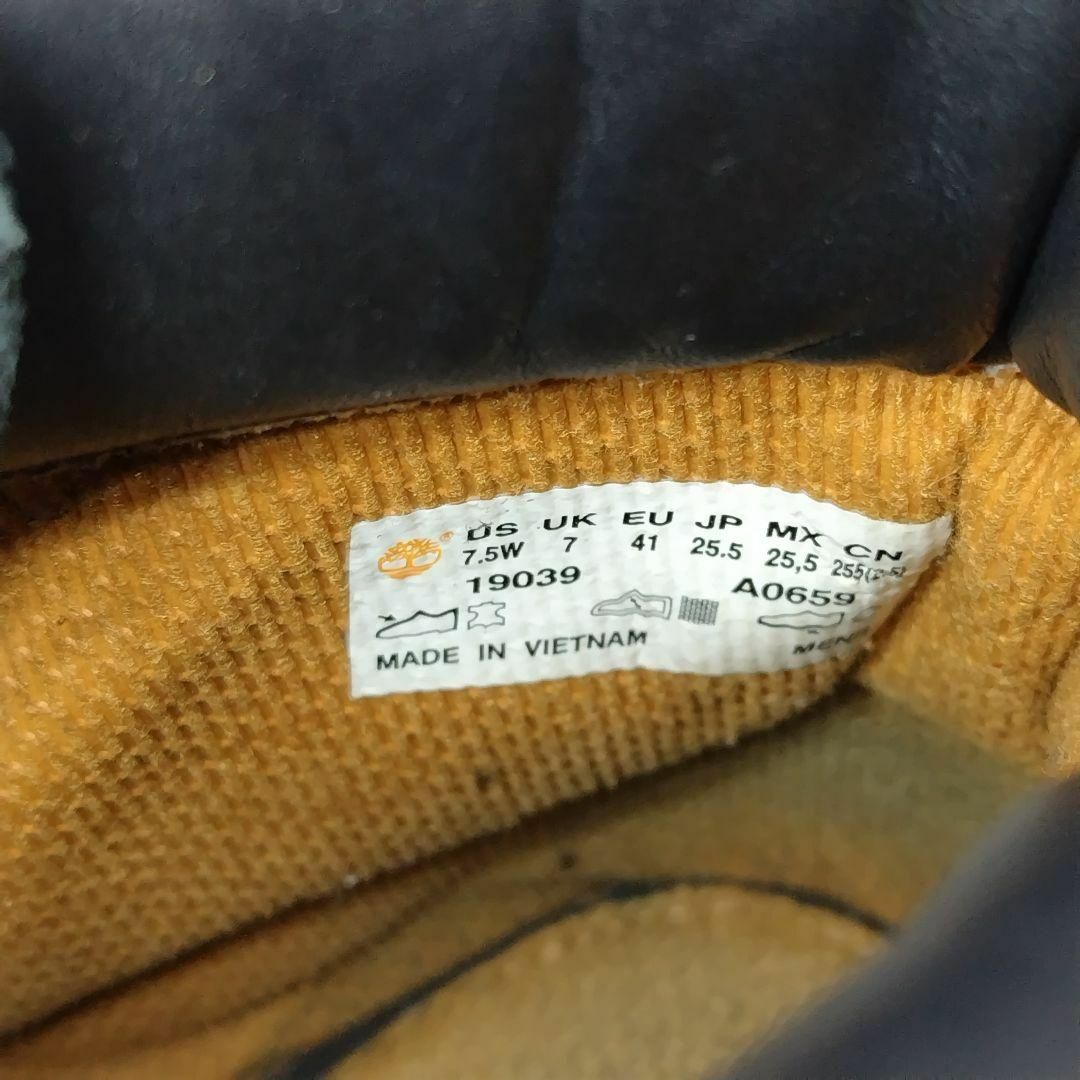 ® US UK EU JP MX CN
7.5W 7 41 25.5 25,5
19039 A0659
MADE IN VIETNAM